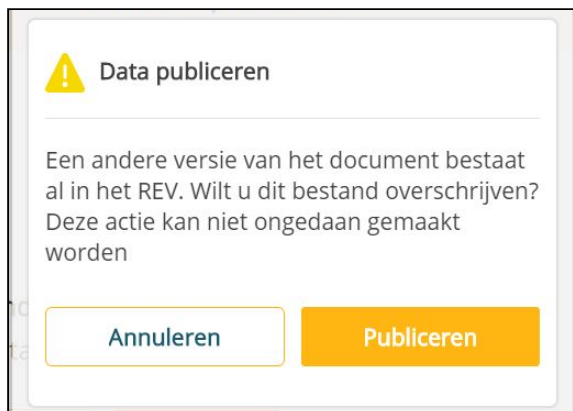 Data publiceren
Een andere versie van het document bestaat
al in het REV. Wilt u dit bestand overschrijven?
Deze actie kan niet ongedaan gemaakt
worden
Annuleren
Publiceren